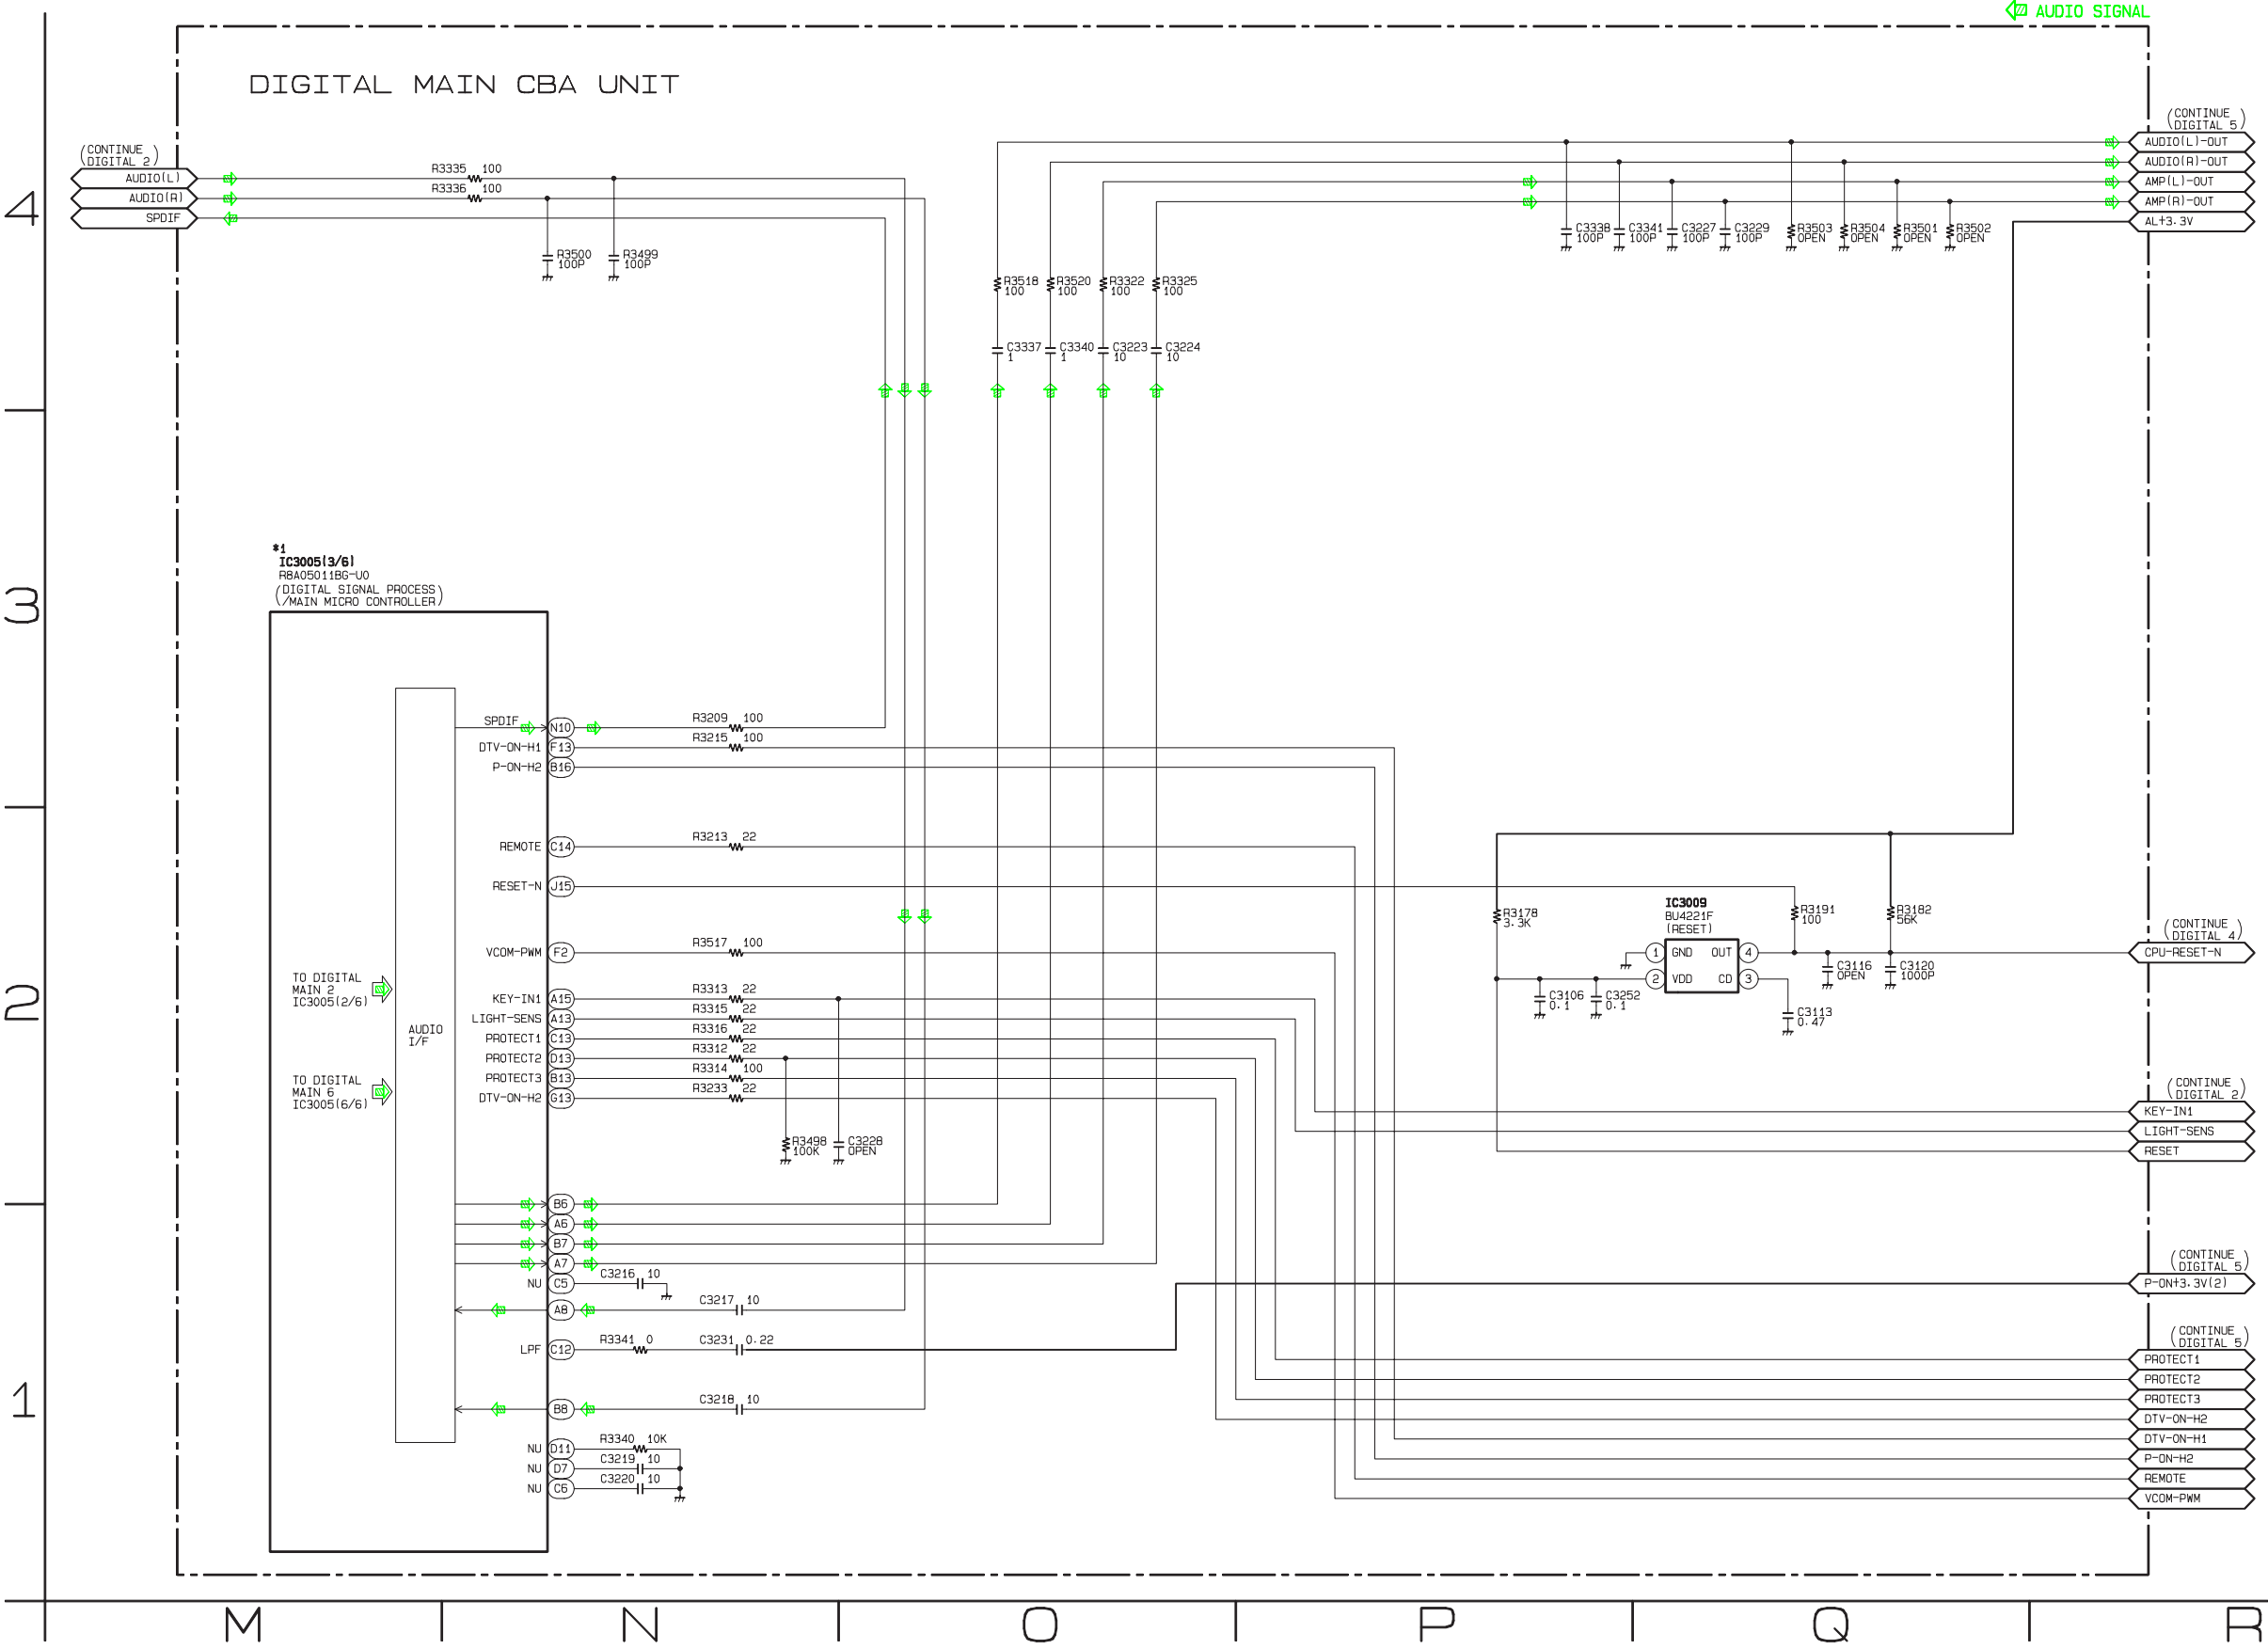 AUDIO SIGNAL
DIGITAL MAIN CBA UNIT
(CONTINUE
DIGITAL 2)
AUDIO(L)
AUDIO(R)
SPDIF
R3335 100
R3336 100
R3500
100P
R3499
100P
(CONTINUE
DIGITAL 5)
AUDIO(L)-OUT
AUDIO(R)-OUT
AMP(L)-OUT
AMP(R)-OUT
AL+3.3V
C3338
100P
C3341
100P
C3227
100P
C3229
100P
R3503
OPEN
R3504
OPEN
R3501
OPEN
R3502
OPEN
R3518
100
R3520
100
R3322
100
R3325
100
C3337
1
C3340
1
C3223
10
C3224
10
*1
IC3005(3/6)
R8A05011BG-U0
(DIGITAL SIGNAL PROCESS
/MAIN MICRO CONTROLLER)
TO DIGITAL
MAIN 2
IC3005(2/6)
TO DIGITAL
MAIN 6
IC3005(6/6)
AUDIO
I/F
SPDIF N10 R3209 100
DTV-ON-H1 F13 R3215 100
P-ON-H2 B16
REMOTE C14 R3213 22
RESET-N J15
VCOM-PWM F2 R3517 100
KEY-IN1 A15 R3313 22
LIGHT-SENS A13 R3315 22
PROTECT1 C13 R3316 22
PROTECT2 D13 R3312 22
PROTECT3 B13 R3314 100
DTV-ON-H2 G13 R3233 22
R3498
100K
C3228
OPEN
B6
A6
B7
A7
NU C5 C3216 10
A8 C3217 10
LPF C12 R3341 0 C3231 0.22
B8 C3218 10
NU D11 R3340 10K
NU D7 C3219 10
NU C6 C3220 10
R3178
3.3K
IC3009
BU4221F
(RESET)
1 GND OUT 4
2 VDD CD 3
R3191
100
R3182
56K
C3106
0.1
C3252
0.1
C3116
OPEN
C3120
1000P
C3113
0.47
(CONTINUE
DIGITAL 4)
CPU-RESET-N
(CONTINUE
DIGITAL 2)
KEY-IN1
LIGHT-SENS
RESET
(CONTINUE
DIGITAL 5)
P-ON+3.3V(2)
(CONTINUE
DIGITAL 5)
PROTECT1
PROTECT2
PROTECT3
DTV-ON-H2
DTV-ON-H1
P-ON-H2
REMOTE
VCOM-PWM
4
3
2
1
M N O P Q R